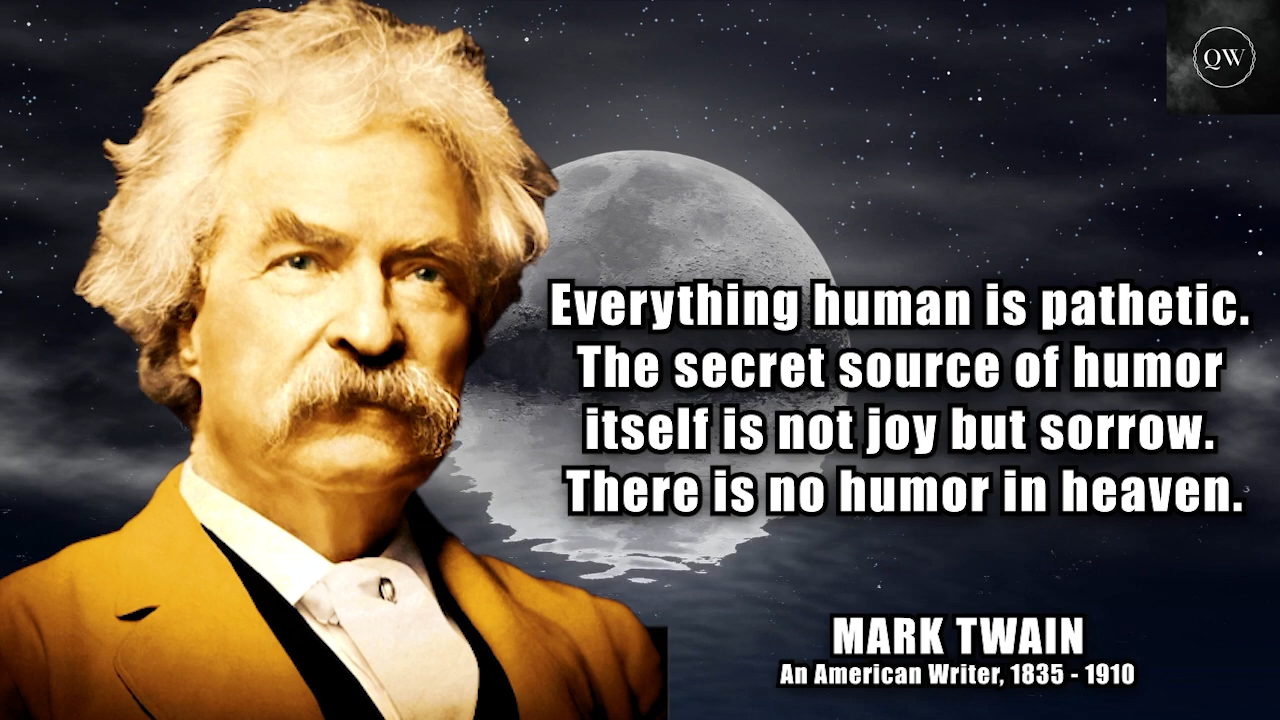 QW
Everything human is pathetic.
The secret source of humor
itself is not joy but sorrow.
There is no humor in heaven.
MARK TWAIN
An American Writer, 1835 - 1910